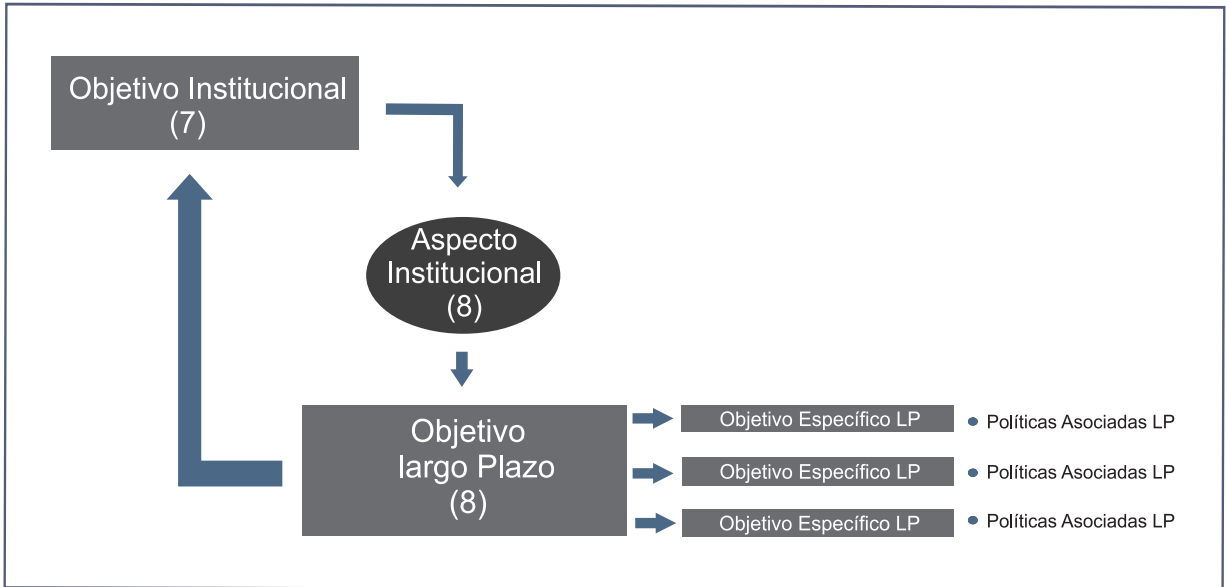 Objetivo Institucional
(7)
Aspecto
Institucional
(8)
Objetivo
largo Plazo
(8)
Objetivo Específico LP
Políticas Asociadas LP
Objetivo Específico LP
Políticas Asociadas LP
Objetivo Específico LP
Políticas Asociadas LP